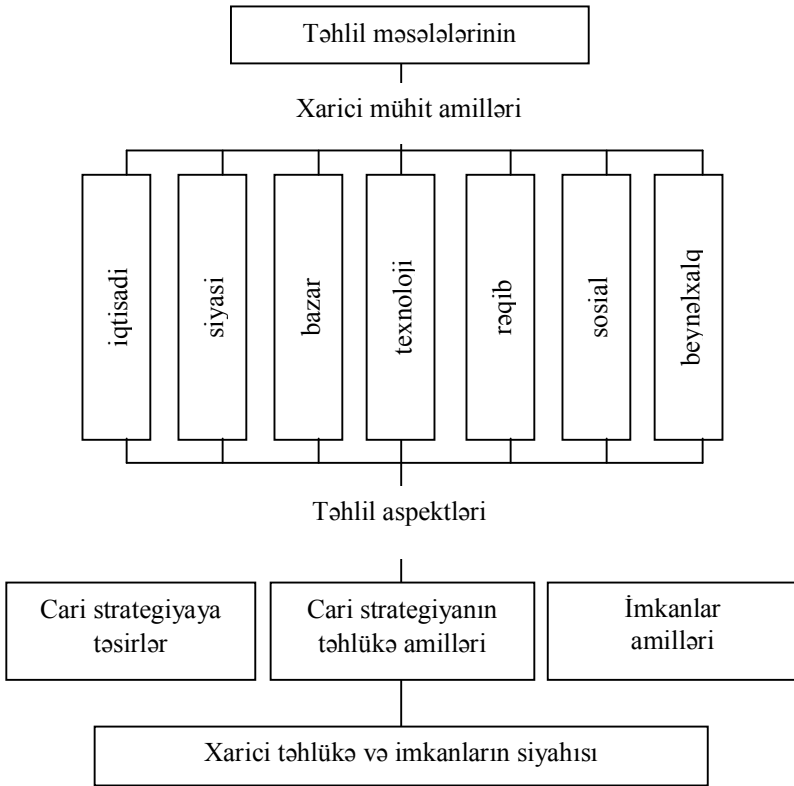 Təhlil məsələlərinin
Xarici mühit amilləri
iqtisadi
siyasi
bazar
texnoloji
rəqib
sosial
beynəlxalq
Təhlil aspektləri
Cari strategiyaya
təsirlər
Cari strategiyanın
təhlükə amilləri
İmkanlar
amilləri
Xarici təhlükə və imkanların siyahısı